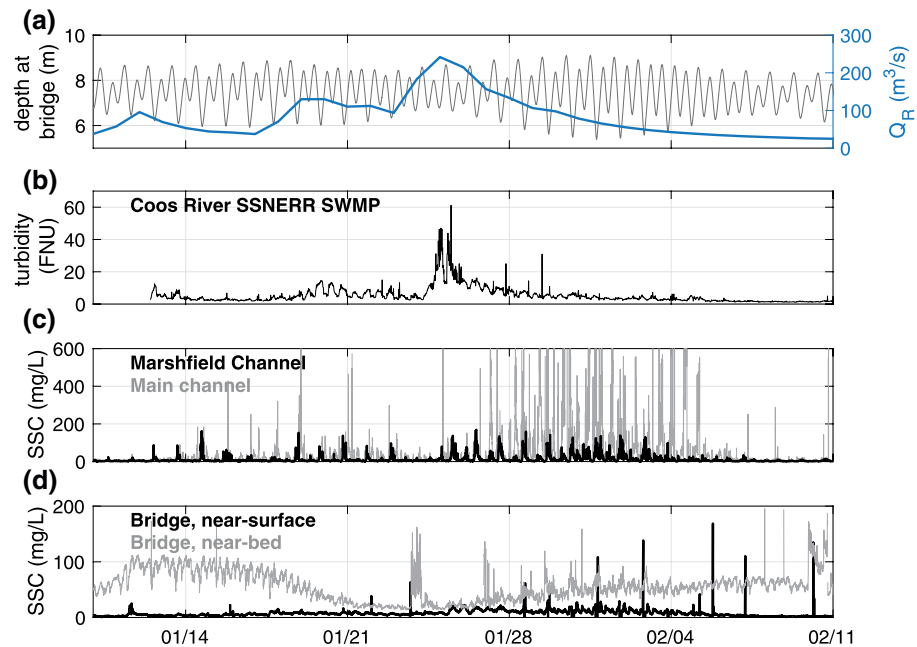 (a)
10
8
6
depth at
bridge (m)
300
200
100
0
Q_R (m³/s)
(b)
Coos River SSNERR SWMP
60
40
20
0
turbidity
(FNU)
(c)
Marshfield Channel
Main channel
600
400
200
0
SSC (mg/L)
(d)
Bridge, near-surface
Bridge, near-bed
200
100
0
SSC (mg/L)
01/14 01/21 01/28 02/04 02/11